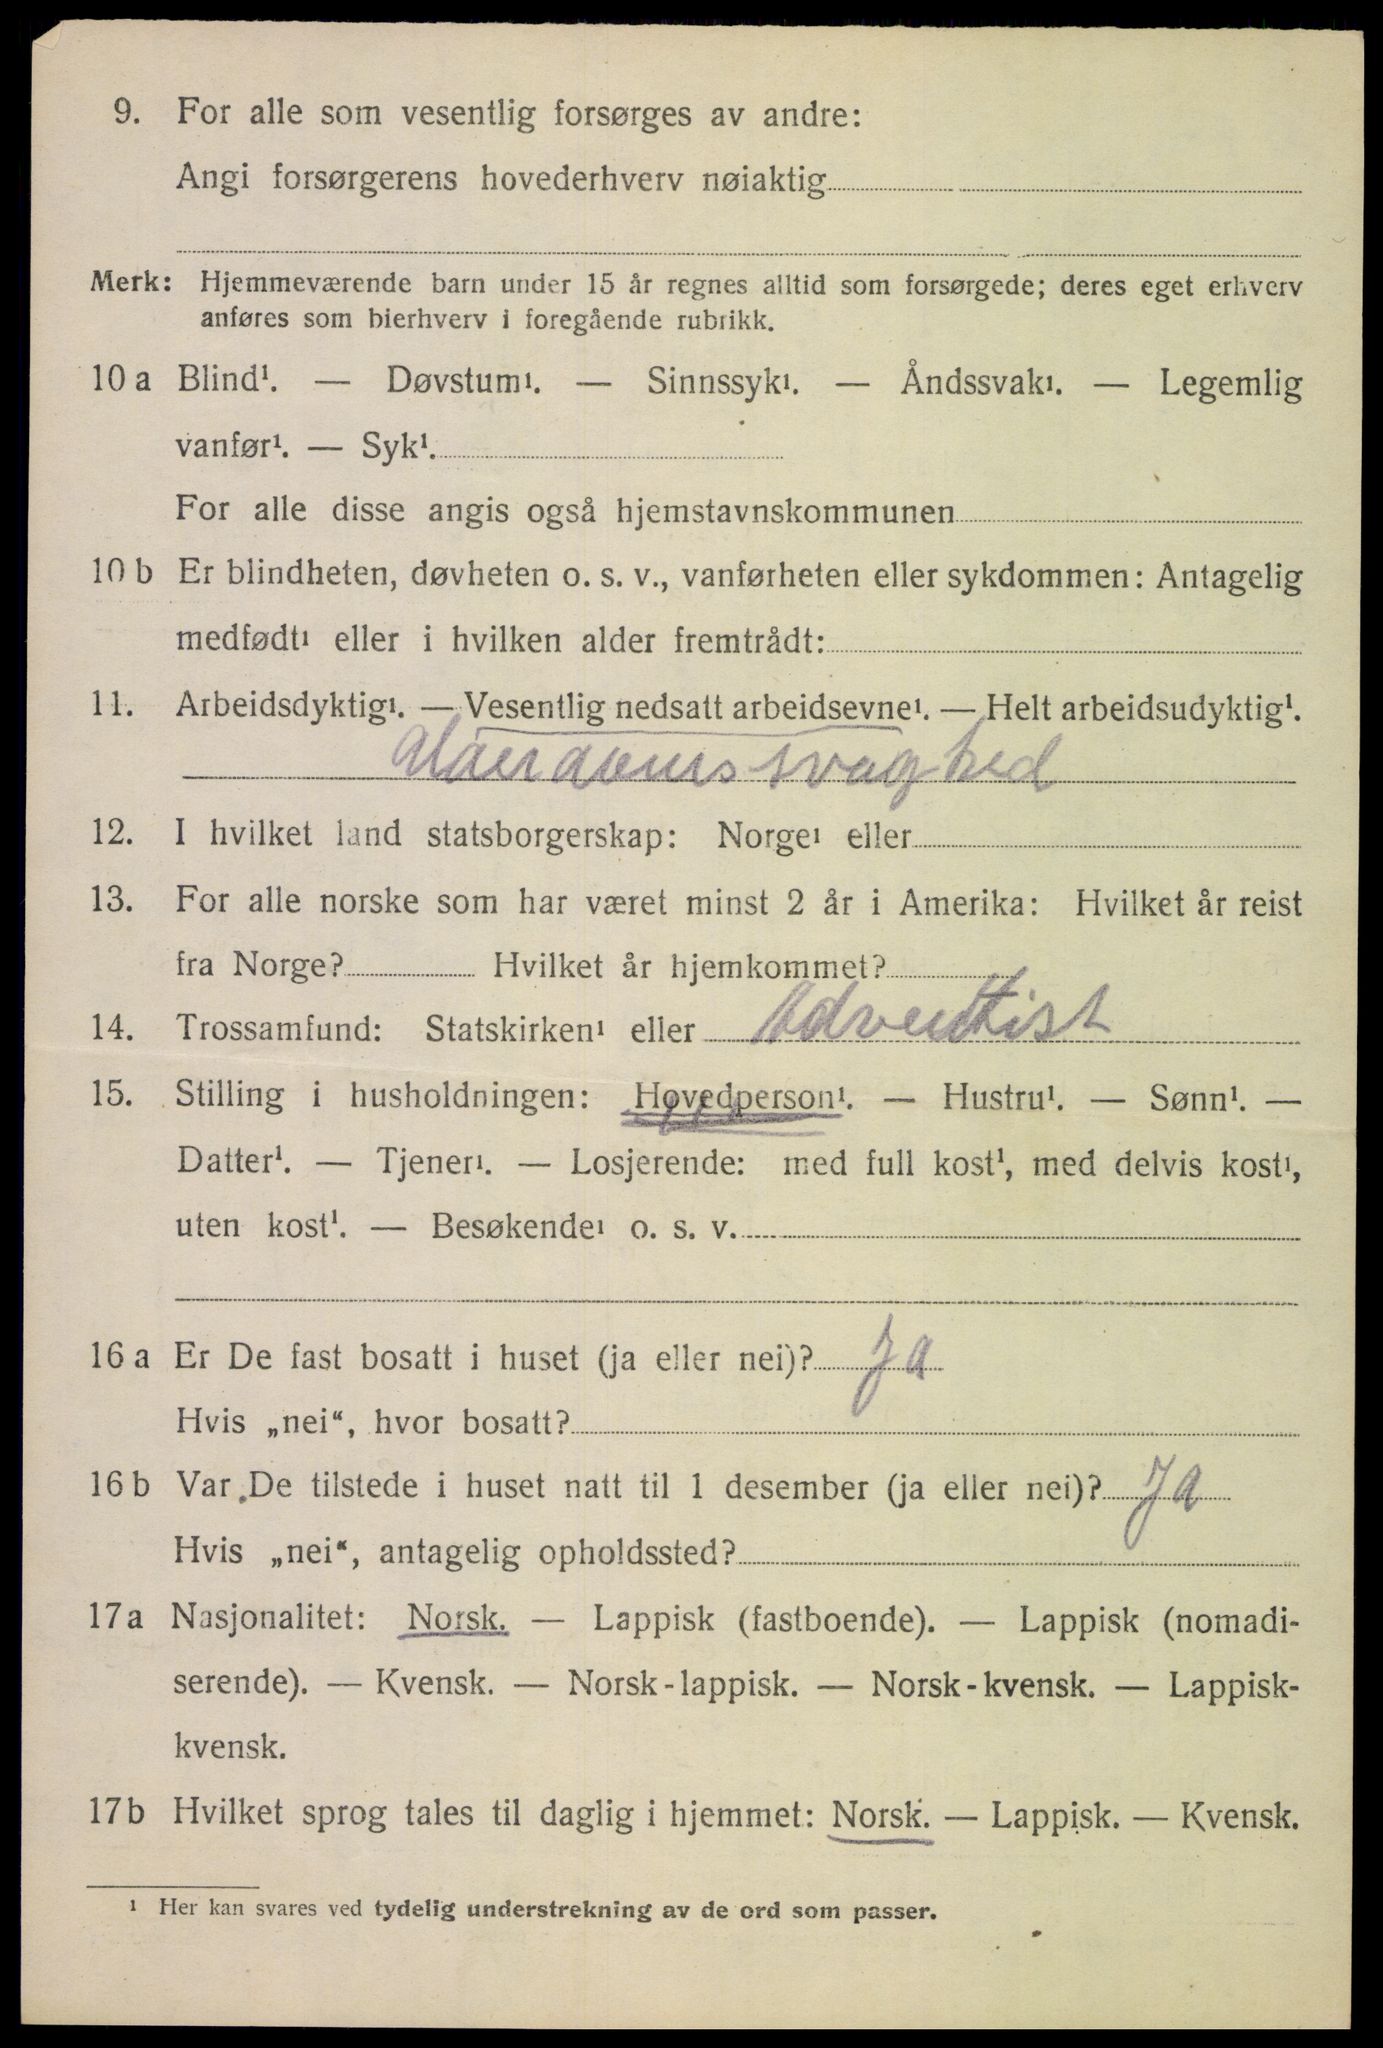 9. For alle som vesentlig forsørges av andre:
Angi forsørgerens hovederhverv nøiaktig
Merk: Hjemmeværende barn under 15 år regnes alltid som forsørgede; deres eget erhverv
anføres som bierhverv i foregående rubrikk.
10 a Blind¹. — Døvstum¹. — Sinnssyk¹. — Åndssvak¹. — Legemlig
vanfør¹. — Syk¹.
For alle disse angis også hjemstavnskommunen
10 b Er blindheten, døvheten o. s. v., vanførheten eller sykdommen: Antagelig
medfødt¹ eller i hvilken alder fremtrådt:
11. Arbeidsdyktig¹. — Vesentlig nedsatt arbeidsevne¹. — Helt arbeidsudyktig¹.
Alderdomssvaghed
12. I hvilket land statsborgerskap: Norge¹ eller
13. For alle norske som har været minst 2 år i Amerika: Hvilket år reist
fra Norge? Hvilket år hjemkommet?
14. Trossamfund: Statskirken¹ eller Adventist
15. Stilling i husholdningen: Hovedperson¹. — Hustru¹. — Sønn¹. —
Datter¹. — Tjener¹. — Losjerende: med full kost¹, med delvis kost¹,
uten kost¹. — Besøkende¹ o. s. v.
16 a Er De fast bosatt i huset (ja eller nei)? Ja
Hvis „nei“, hvor bosatt?
16 b Var De tilstede i huset natt til 1 desember (ja eller nei)? Ja
Hvis „nei“, antagelig opholdssted?
17 a Nasjonalitet: Norsk. — Lappisk (fastboende). — Lappisk (nomadi-
serende). — Kvensk. — Norsk-lappisk. — Norsk-kvensk. — Lappisk-
kvensk.
17 b Hvilket sprog tales til daglig i hjemmet: Norsk. — Lappisk. — Kvensk.
¹ Her kan svares ved tydelig understrekning av de ord som passer.